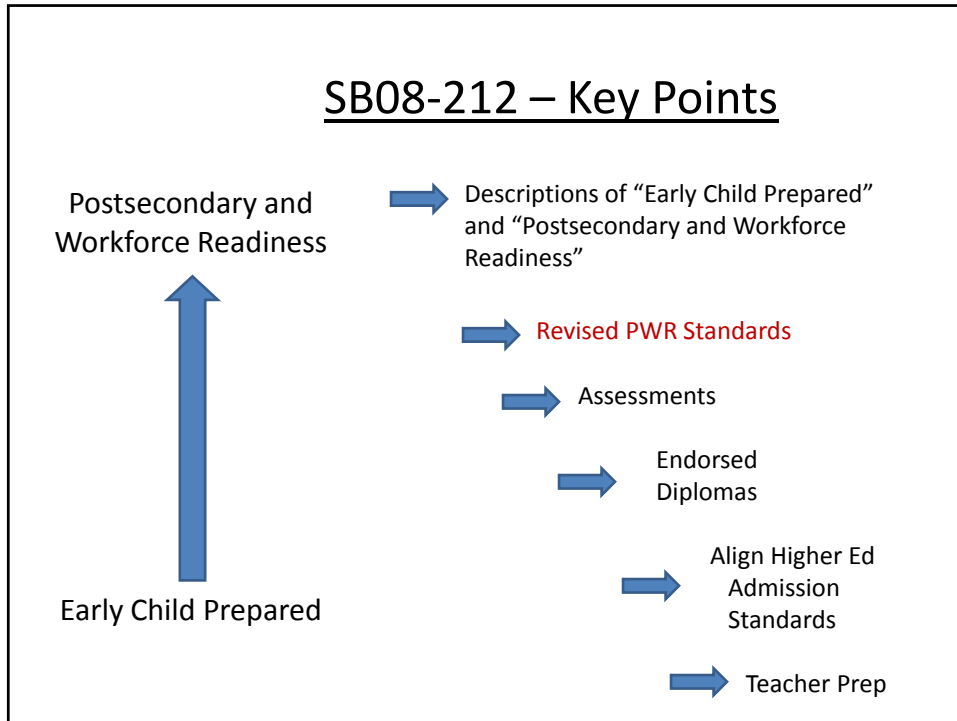 SB08-212 – Key Points
Postsecondary and
Workforce Readiness
Early Child Prepared
Descriptions of “Early Child Prepared”
and “Postsecondary and Workforce
Readiness”
Revised PWR Standards
Assessments
Endorsed
Diplomas
Align Higher Ed
Admission
Standards
Teacher Prep